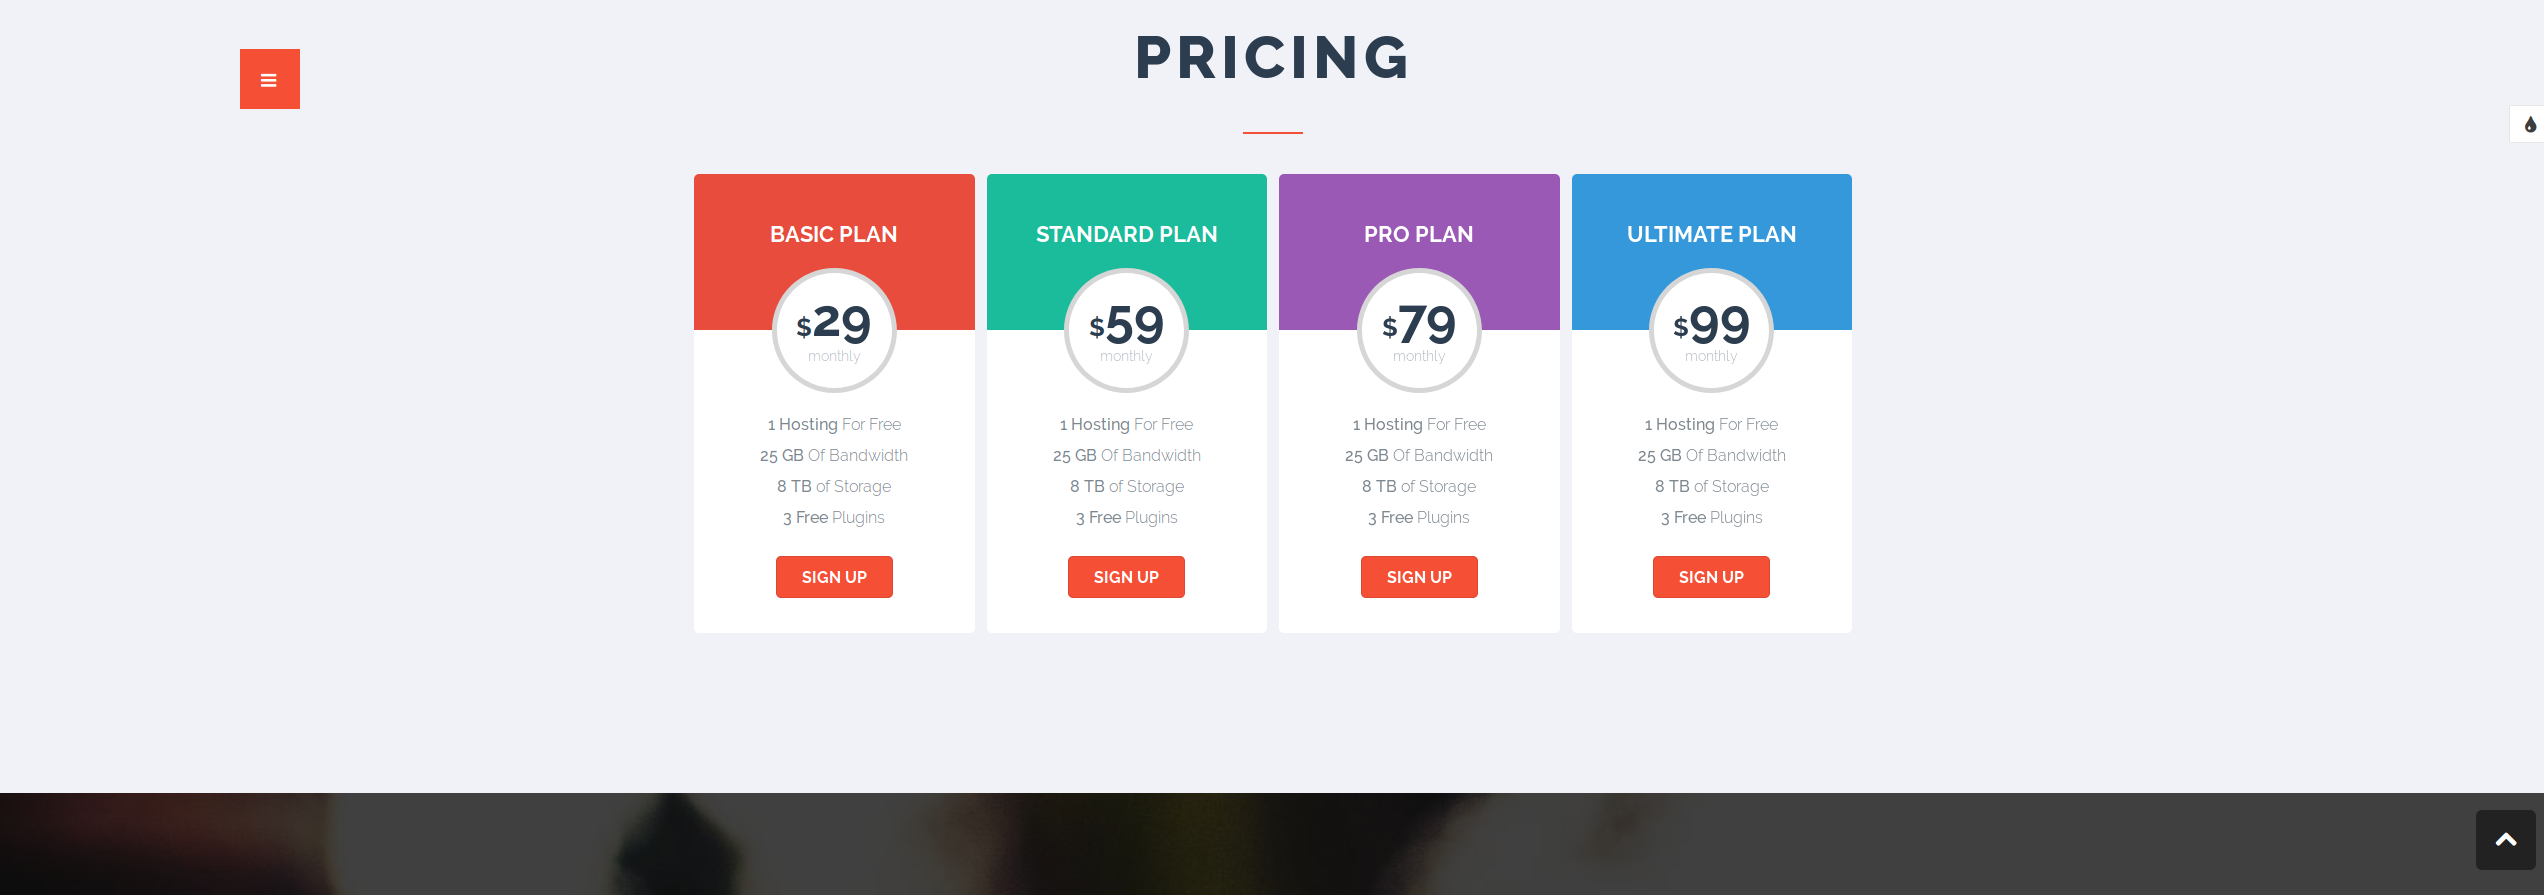 PRICING
BASIC PLAN
$29
monthly
1 Hosting For Free
25 GB Of Bandwidth
8 TB of Storage
3 Free Plugins
SIGN UP
STANDARD PLAN
$59
monthly
1 Hosting For Free
25 GB Of Bandwidth
8 TB of Storage
3 Free Plugins
SIGN UP
PRO PLAN
$79
monthly
1 Hosting For Free
25 GB Of Bandwidth
8 TB of Storage
3 Free Plugins
SIGN UP
ULTIMATE PLAN
$99
monthly
1 Hosting For Free
25 GB Of Bandwidth
8 TB of Storage
3 Free Plugins
SIGN UP